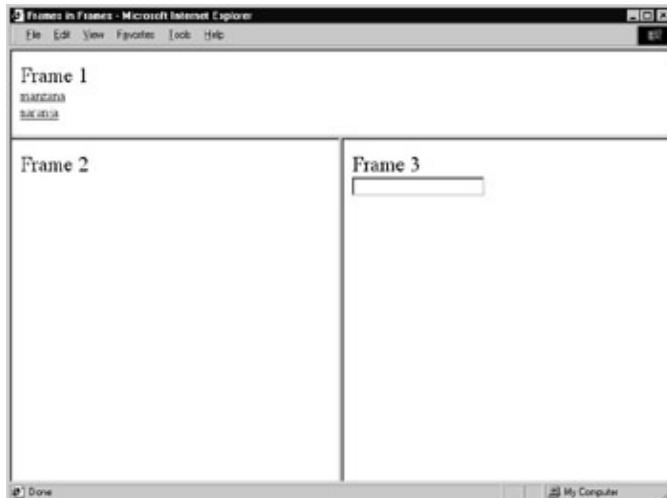 Frames in Frames - Microsoft Internet Explorer
File Edit View Favorites Tools Help
Frame 1
manzana
naranja
Frame 2
Frame 3
Done
My Computer